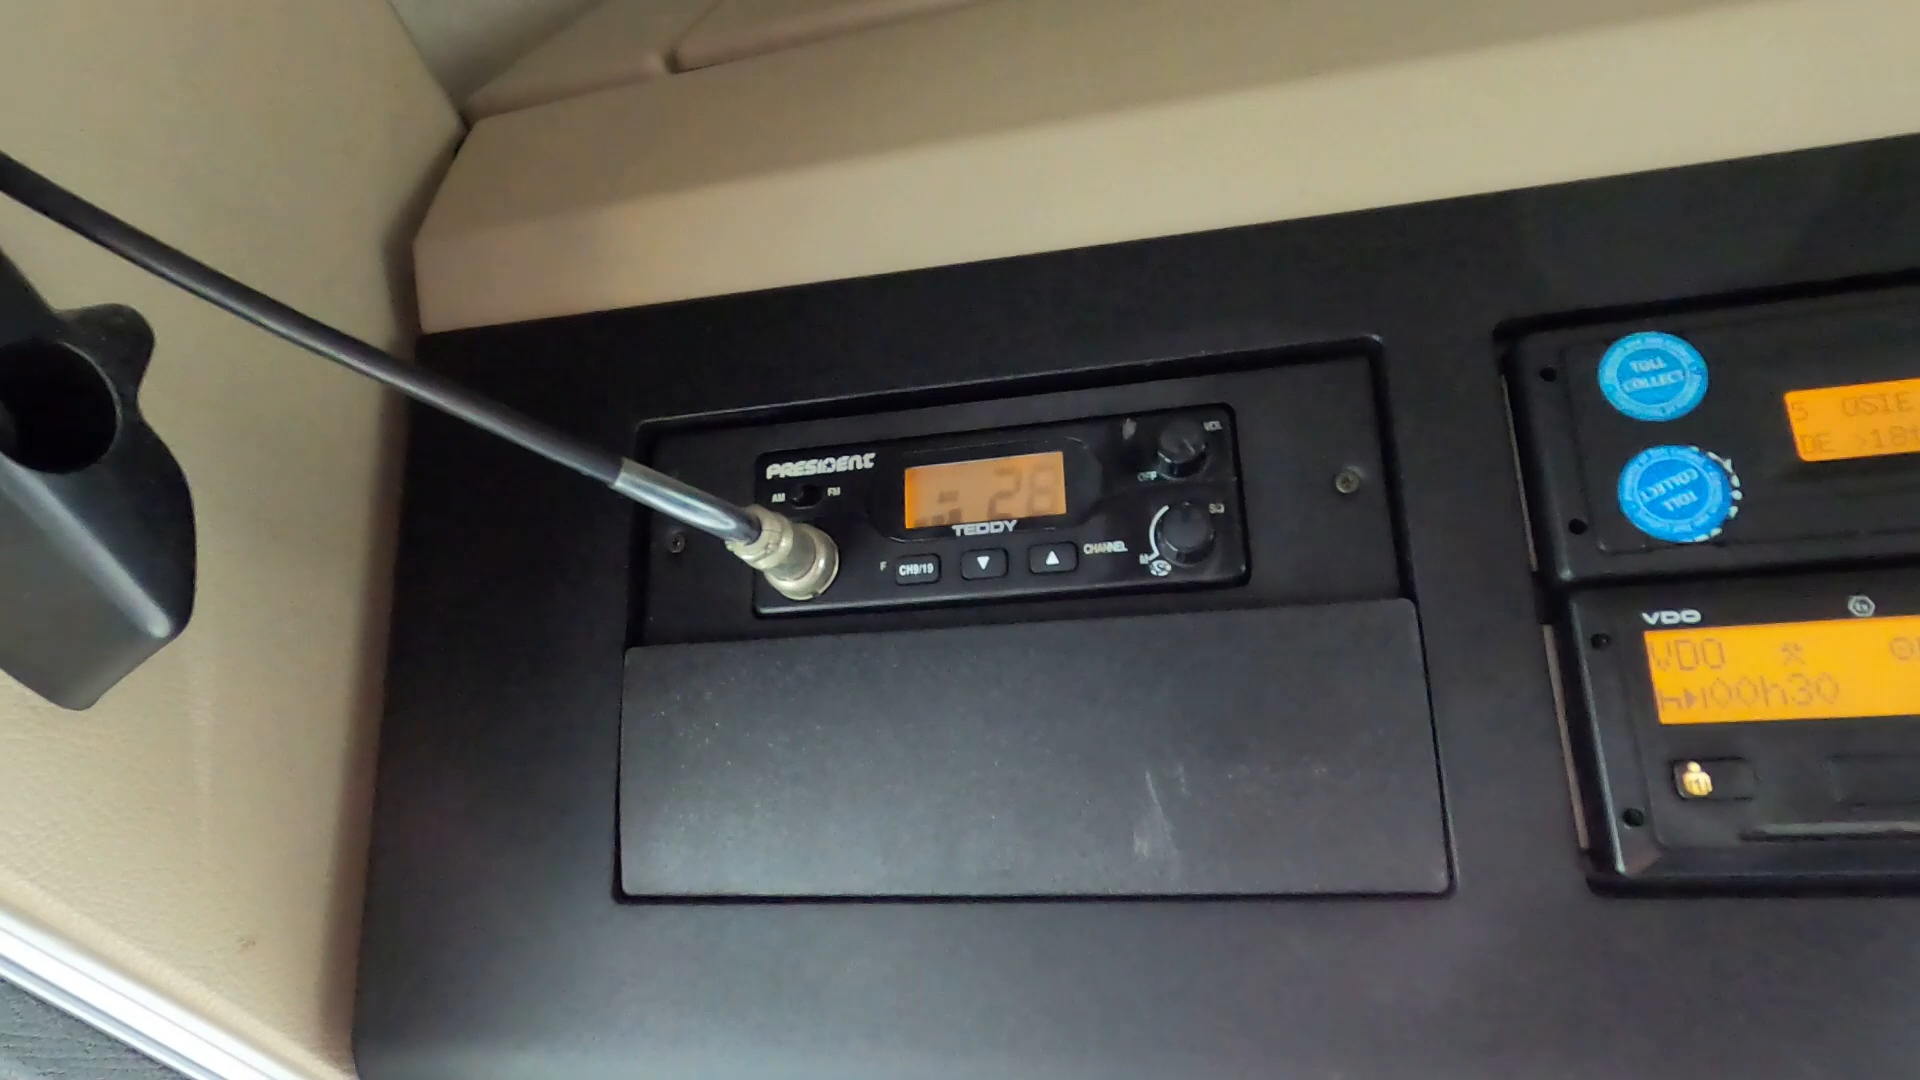 PRESIDENT
AM
FM
28
TEDDY
F
CH9/19
▼
▲
CHANNEL
VOL
OFF
SQ
TOLL
COLLECT
TOLL
COLLECT
5 OSIE
DE >18t
VDO
VDO
00h30